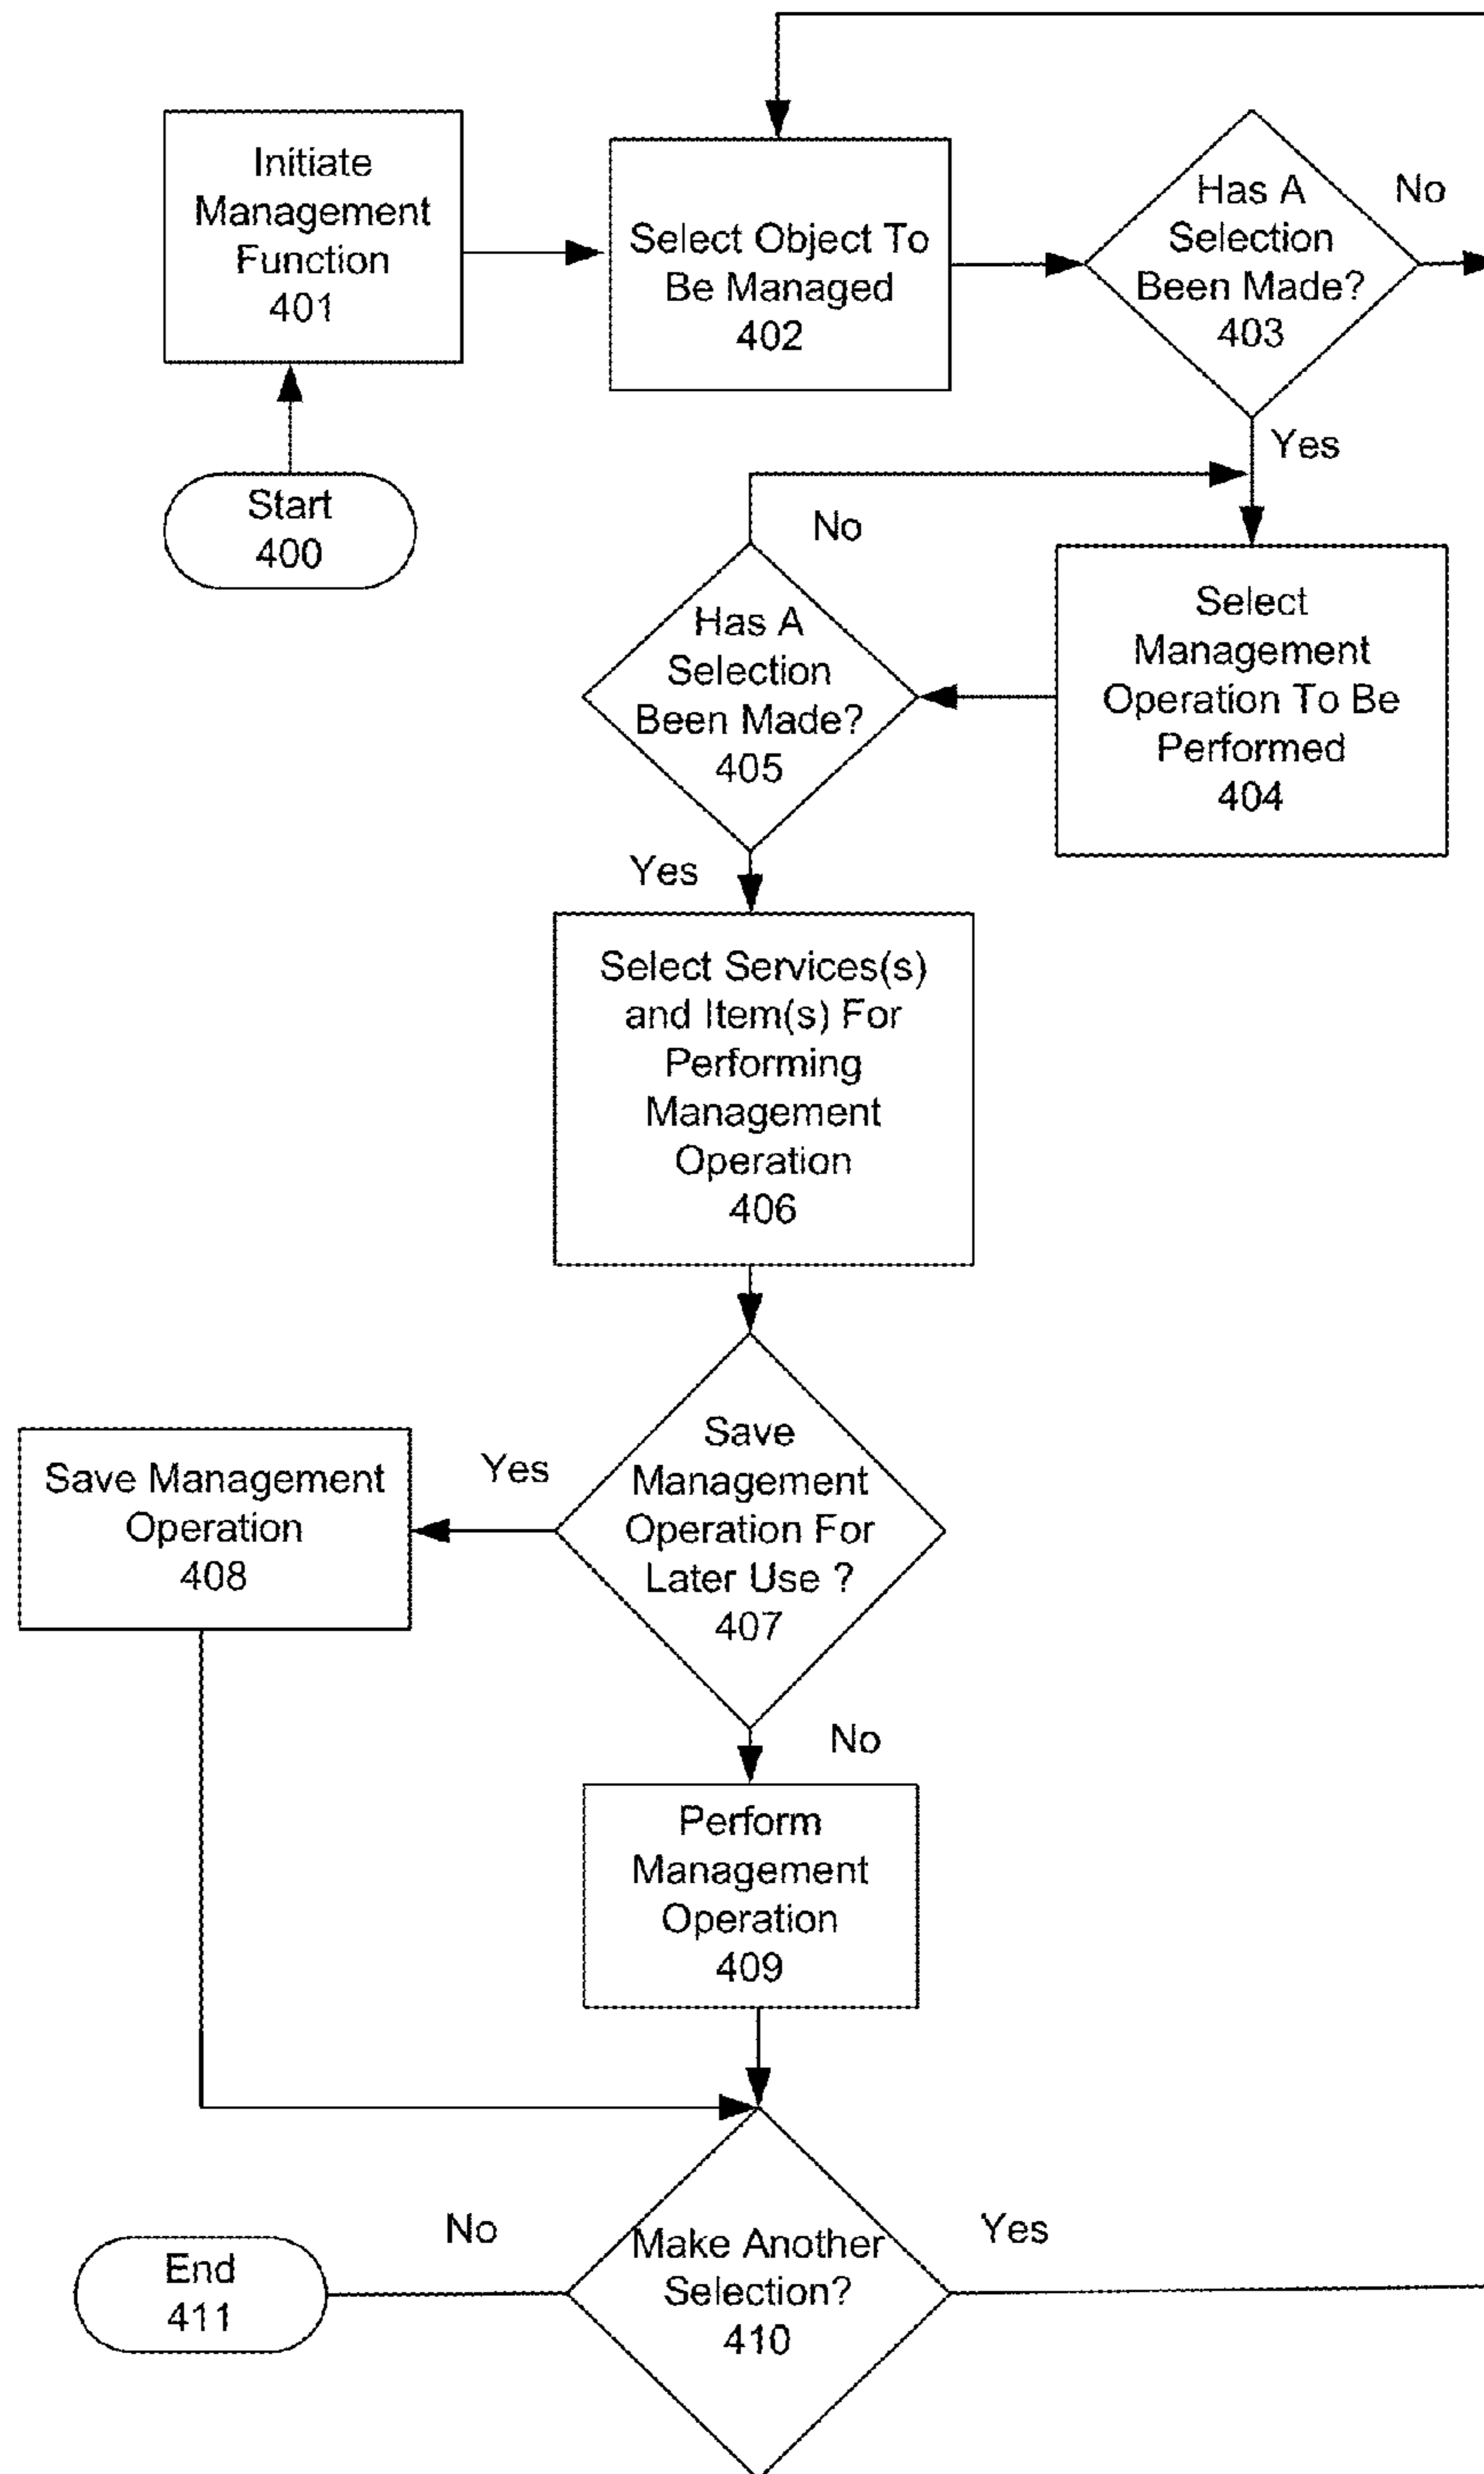 Initiate
Management
Function
401
Select Object To
Be Managed
402
Has A
Selection
Been Made?
403
No
Yes
Start
400
No
Has A
Selection
Been Made?
405
Select
Management
Operation To Be
Performed
404
Yes
Select Services(s)
and Item(s) For
Performing
Management
Operation
406
Save Management
Operation
408
Yes
Save
Management
Operation For
Later Use ?
407
No
Perform
Management
Operation
409
No
Yes
End
411
Make Another
Selection?
410